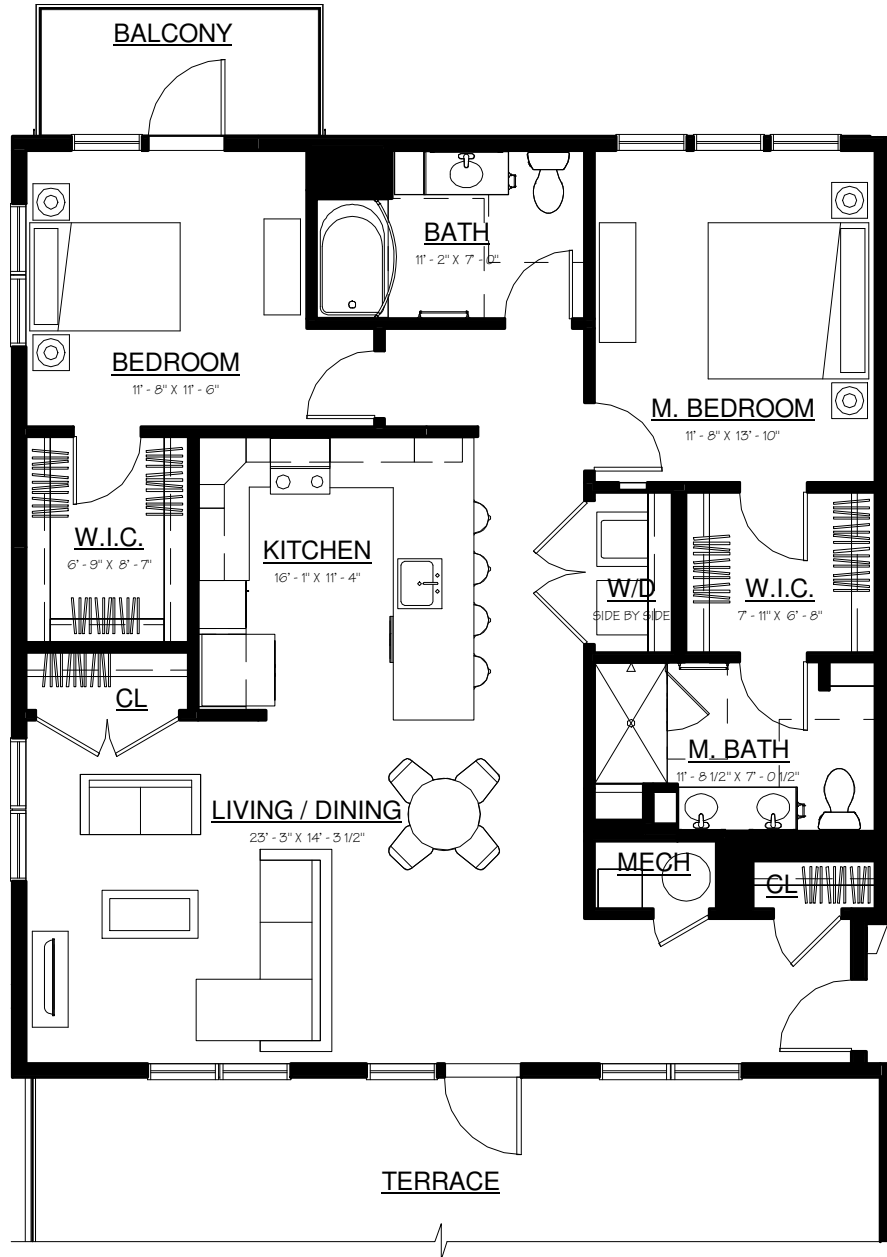 BALCONY
BATH
11' - 2" X 7' - 0"
BEDROOM
11' - 8" X 11' - 6"
M. BEDROOM
11' - 8" X 13' - 10"
W.I.C.
6' - 9" X 8' - 7"
KITCHEN
16' - 1" X 11' - 4"
W/D
SIDE BY SIDE
W.I.C.
7' - 11" X 6' - 8"
CL
M. BATH
11' - 8 1/2" X 7' - 0 1/2"
LIVING / DINING
23' - 3" X 14' - 3 1/2"
MECH
CL
TERRACE